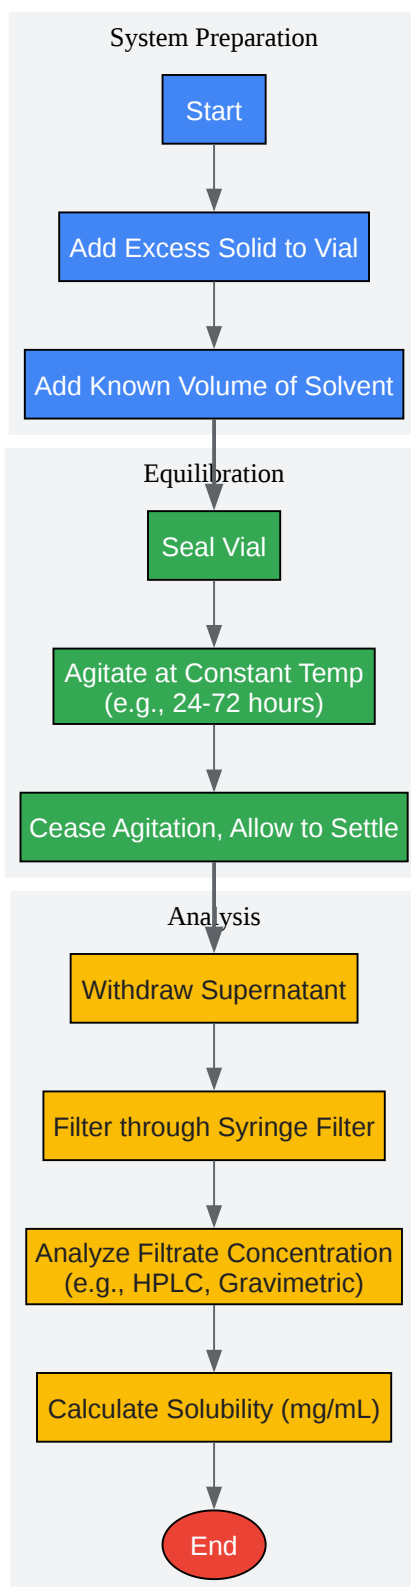 System Preparation
Start
Add Excess Solid to Vial
Add Known Volume of Solvent
Equilibration
Seal Vial
Agitate at Constant Temp
(e.g., 24-72 hours)
Cease Agitation, Allow to Settle
Analysis
Withdraw Supernatant
Filter through Syringe Filter
Analyze Filtrate Concentration
(e.g., HPLC, Gravimetric)
Calculate Solubility (mg/mL)
End